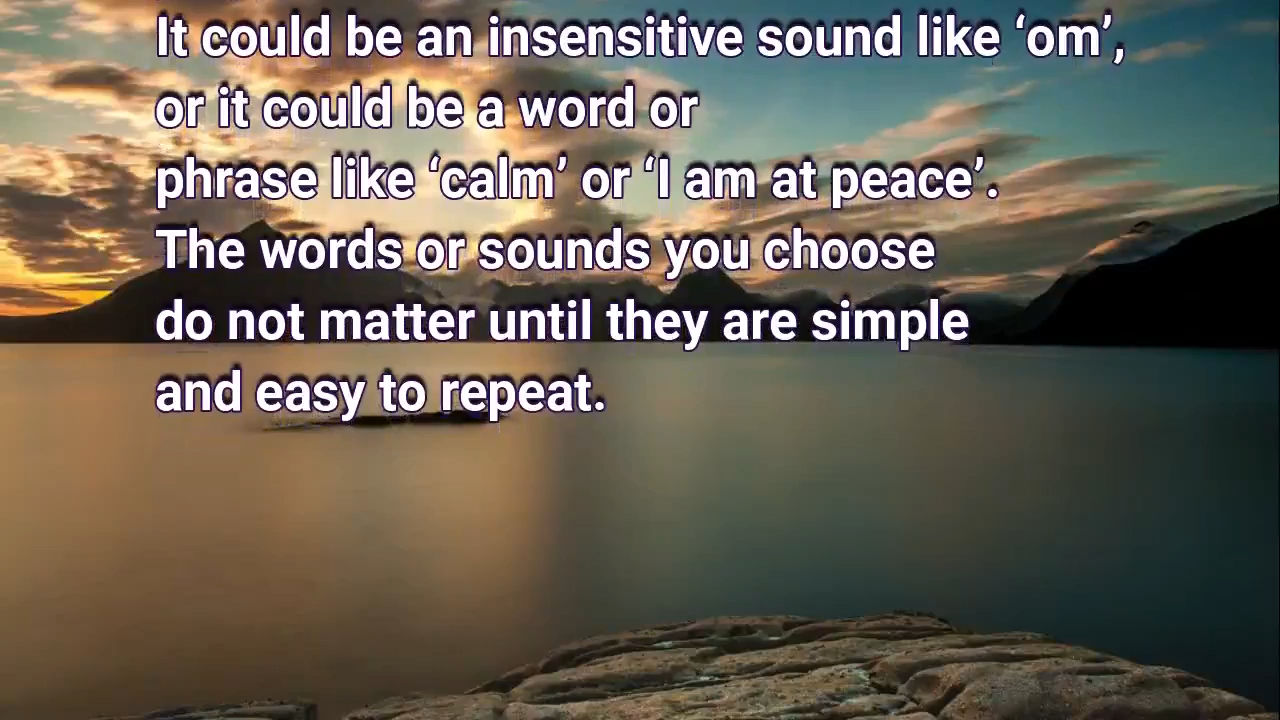 It could be an insensitive sound like ‘om’,
or it could be a word or
phrase like ‘calm’ or ‘I am at peace’.
The words or sounds you choose
do not matter until they are simple
and easy to repeat.